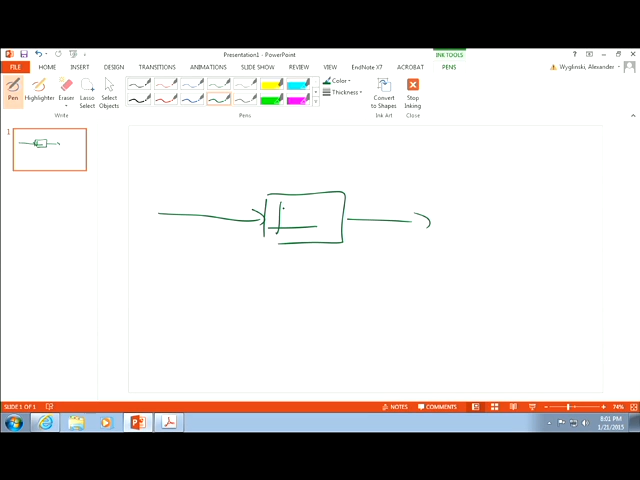 Presentation1 - PowerPoint
INK TOOLS
FILE HOME INSERT DESIGN TRANSITIONS ANIMATIONS SLIDE SHOW REVIEW VIEW EndNote X7 ACROBAT PENS
Wyglinski, Alexander
Pen
Highlighter
Eraser
Lasso Select
Select Objects
Color
Thickness
Convert to Shapes
Stop Inking
Write
Pens
Ink Art
Close
1
SLIDE 1 OF 1
NOTES
COMMENTS
74%
8:01 PM
1/21/2015